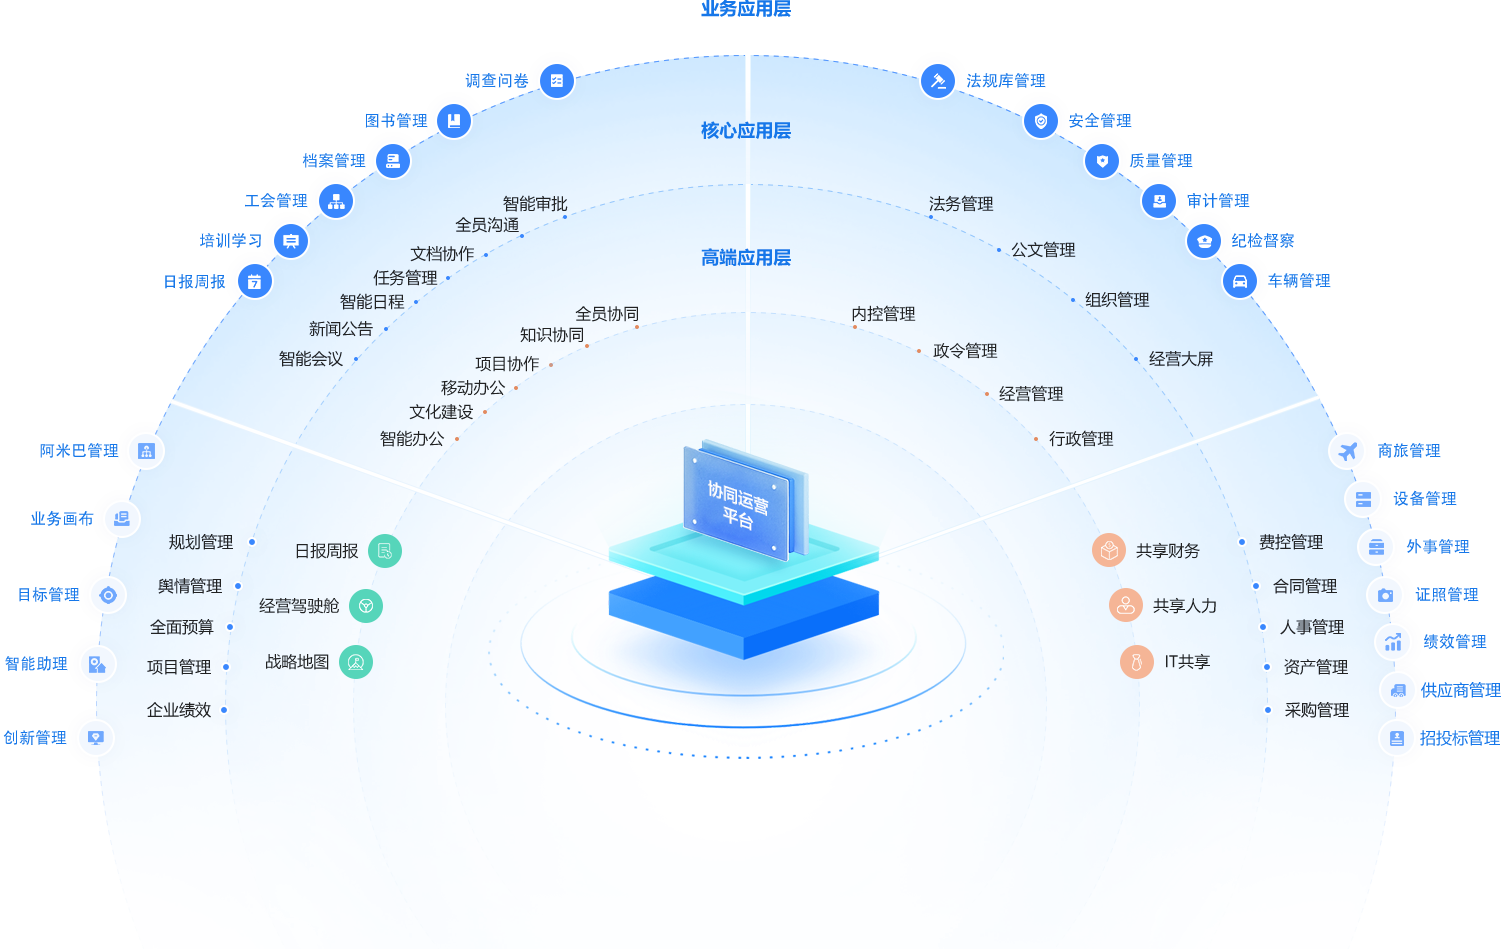 业务应用层
调查问卷
图书管理
档案管理
工会管理
培训学习
日报周报
法规库管理
安全管理
质量管理
审计管理
纪检督察
车辆管理
核心应用层
智能审批
全员沟通
文档协作
任务管理
智能日程
新闻公告
智能会议
法务管理
公文管理
组织管理
经营大屏
高端应用层
全员协同
知识协同
项目协作
移动办公
文化建设
智能办公
内控管理
政令管理
经营管理
行政管理
协同运营
平台
阿米巴管理
业务画布
目标管理
智能助理
创新管理
规划管理
舆情管理
全面预算
项目管理
企业绩效
日报周报
经营驾驶舱
战略地图
共享财务
共享人力
IT共享
费控管理
合同管理
人事管理
资产管理
采购管理
商旅管理
设备管理
外事管理
证照管理
绩效管理
供应商管理
招投标管理